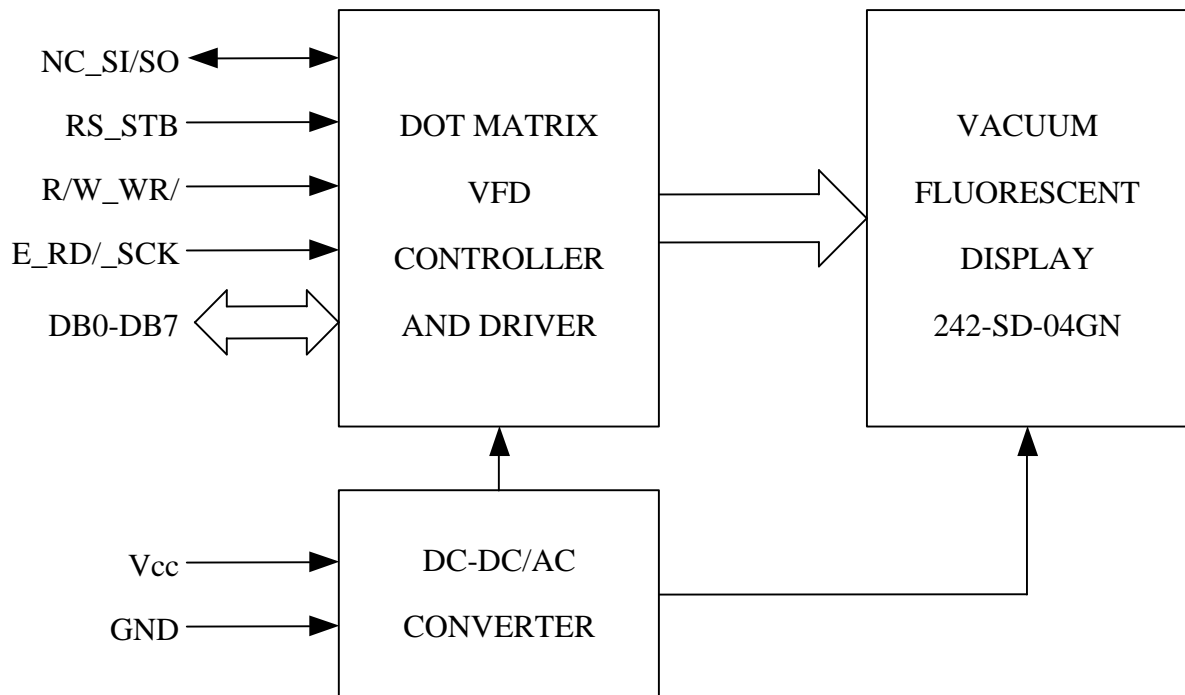 NC_SI/SO
RS_STB
R/W_WR/
E_RD/_SCK
DB0-DB7
DOT MATRIX
VFD
CONTROLLER
AND DRIVER
VACUUM
FLUORESCENT
DISPLAY
242-SD-04GN
Vcc
GND
DC-DC/AC
CONVERTER